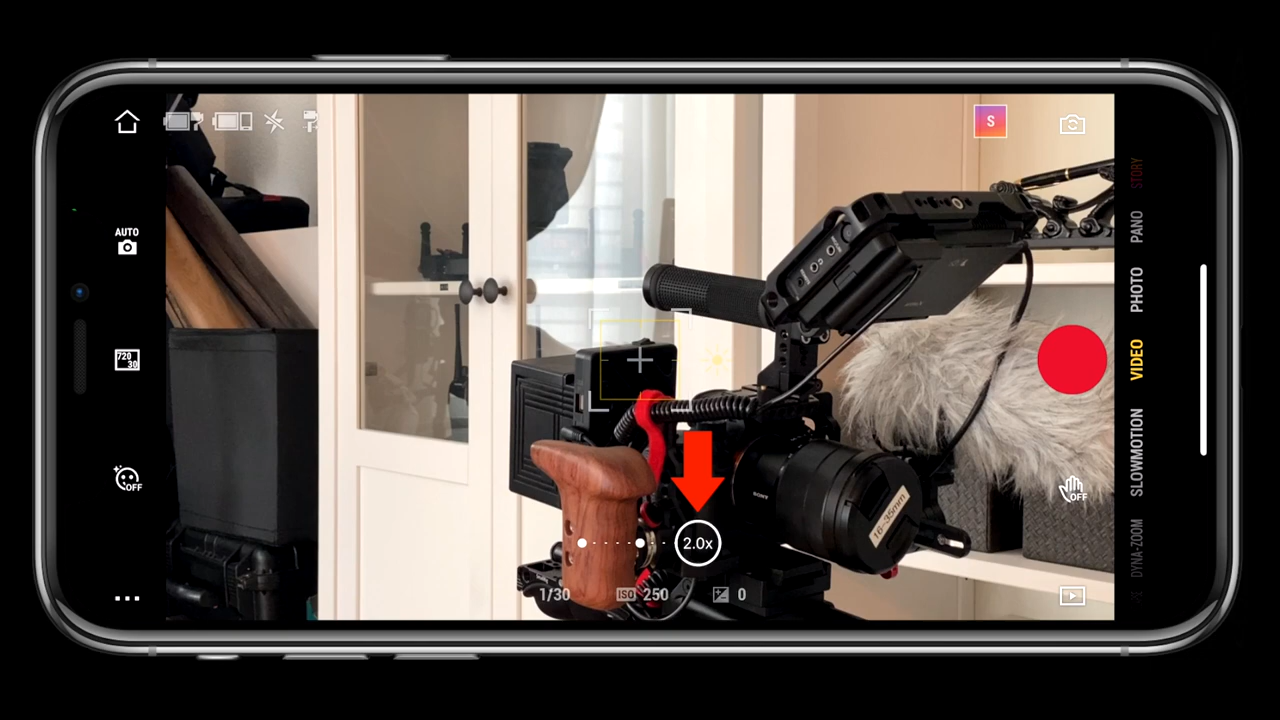 S
AUTO
720
30
OFF
2.0x
1/30
ISO 250
0
STORY
PANO
PHOTO
VIDEO
SLOWMOTION
DYNA-ZOOM
OFF
SONY
16-35mm